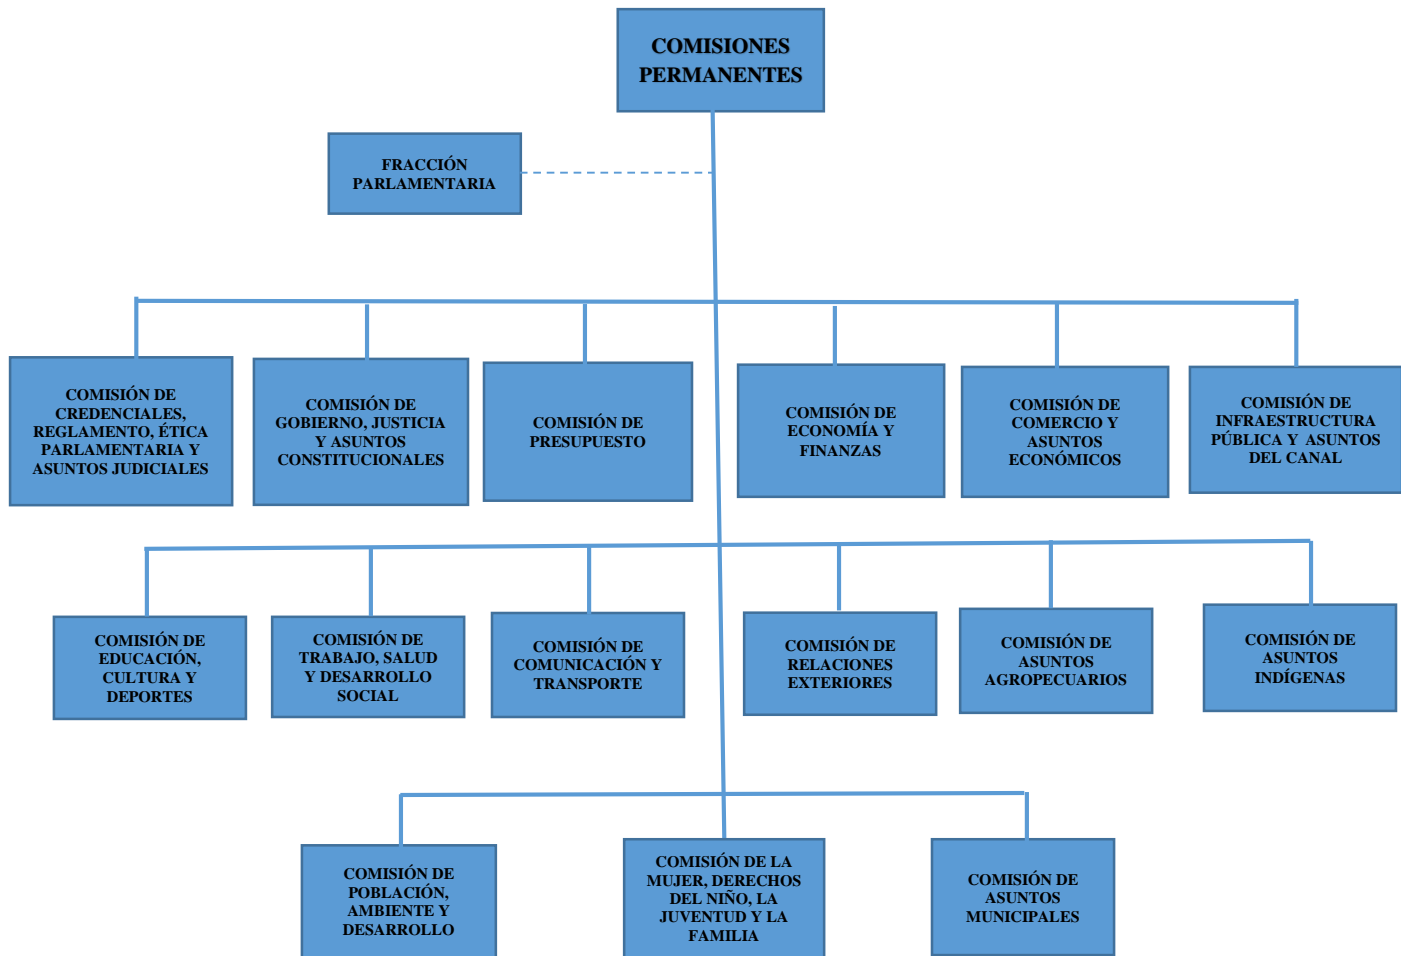 COMISIONES
PERMANENTES
FRACCIÓN
PARLAMENTARIA
COMISIÓN DE
CREDENCIALES,
REGLAMENTO, ÉTICA
PARLAMENTARIA Y
ASUNTOS JUDICIALES
COMISIÓN DE
GOBIERNO, JUSTICIA
Y ASUNTOS
CONSTITUCIONALES
COMISIÓN DE
PRESUPUESTO
COMISIÓN DE
ECONOMÍA Y
FINANZAS
COMISIÓN DE
COMERCIO Y
ASUNTOS
ECONÓMICOS
COMISIÓN DE
INFRAESTRUCTURA
PÚBLICA Y ASUNTOS
DEL CANAL
COMISIÓN DE
EDUCACIÓN,
CULTURA Y
DEPORTES
COMISIÓN DE
TRABAJO, SALUD
Y DESARROLLO
SOCIAL
COMISIÓN DE
COMUNICACIÓN Y
TRANSPORTE
COMISIÓN DE
RELACIONES
EXTERIORES
COMISIÓN DE
ASUNTOS
AGROPECUARIOS
COMISIÓN DE
ASUNTOS
INDÍGENAS
COMISIÓN DE
POBLACIÓN,
AMBIENTE Y
DESARROLLO
COMISIÓN DE LA
MUJER, DERECHOS
DEL NIÑO, LA
JUVENTUD Y LA
FAMILIA
COMISIÓN DE
ASUNTOS
MUNICIPALES